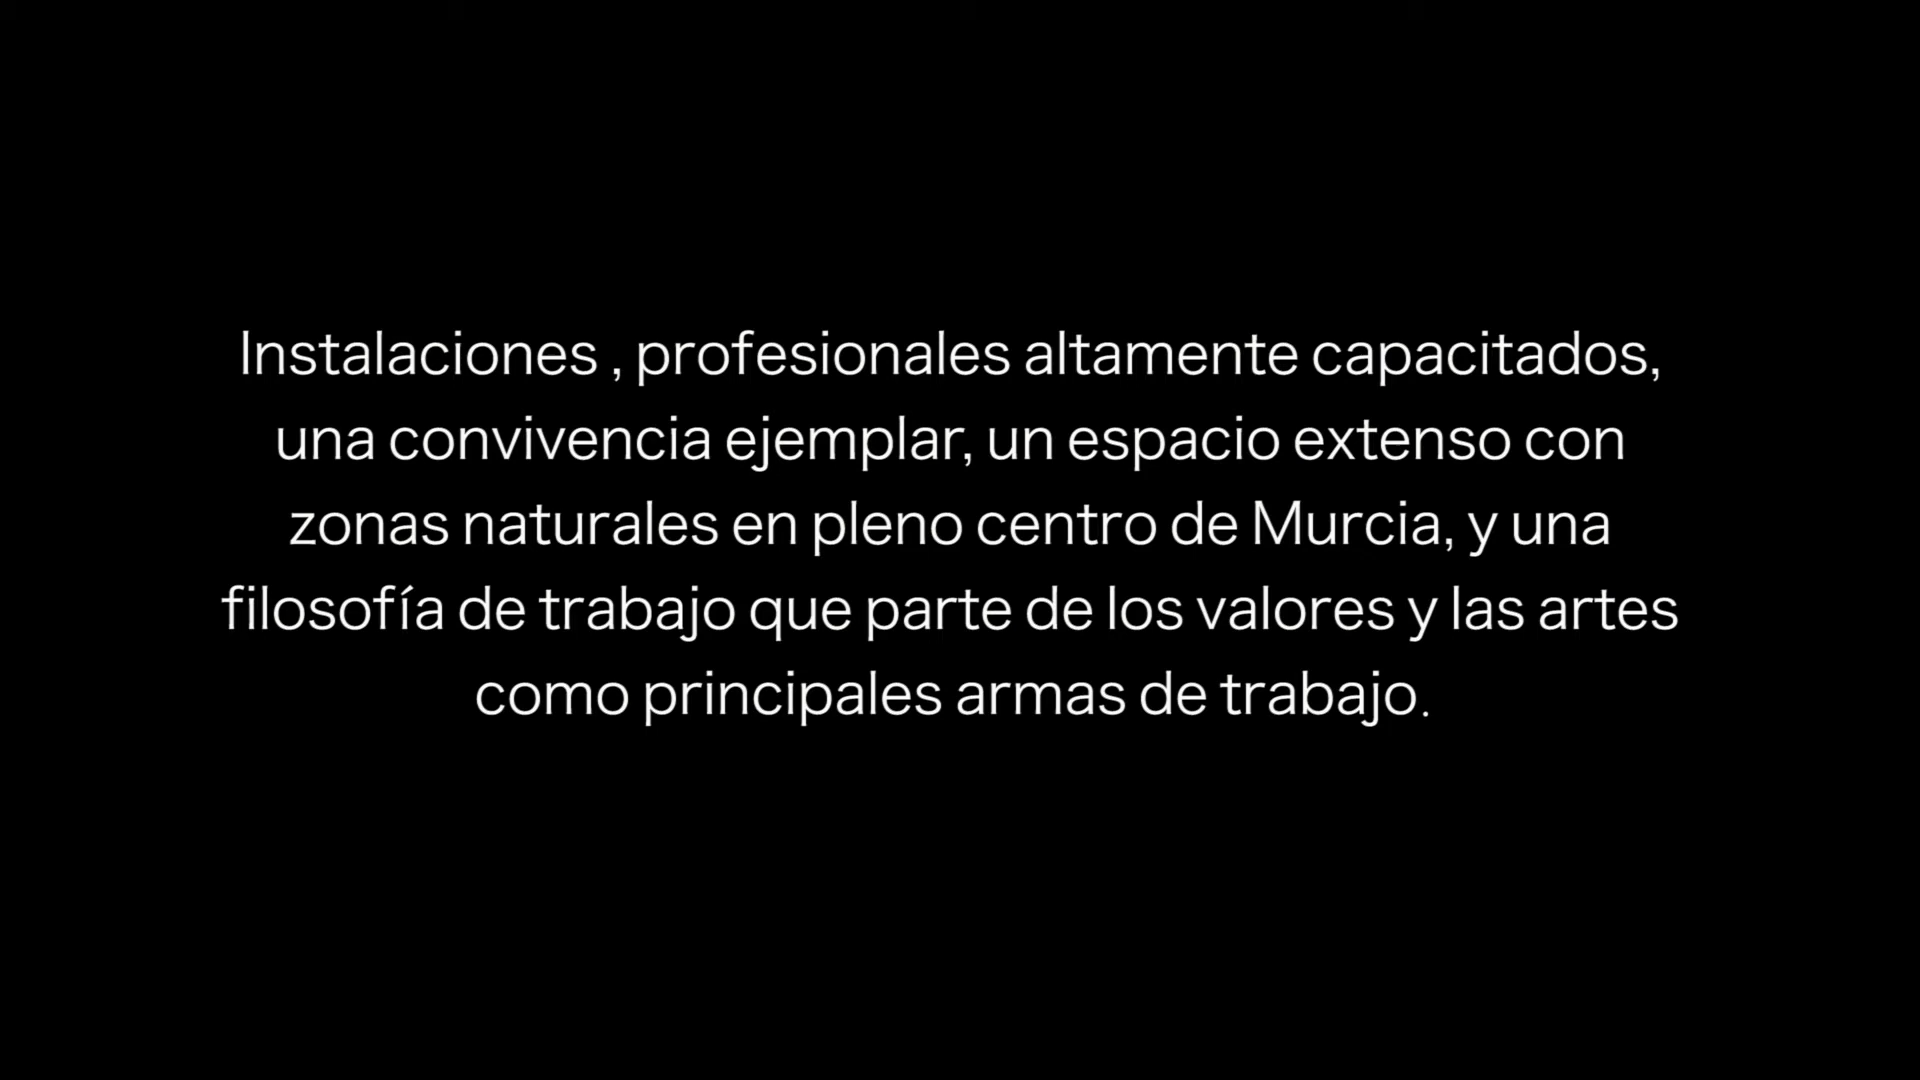 Instalaciones , profesionales altamente capacitados,
una convivencia ejemplar, un espacio extenso con
zonas naturales en pleno centro de Murcia, y una
filosofía de trabajo que parte de los valores y las artes
como principales armas de trabajo.